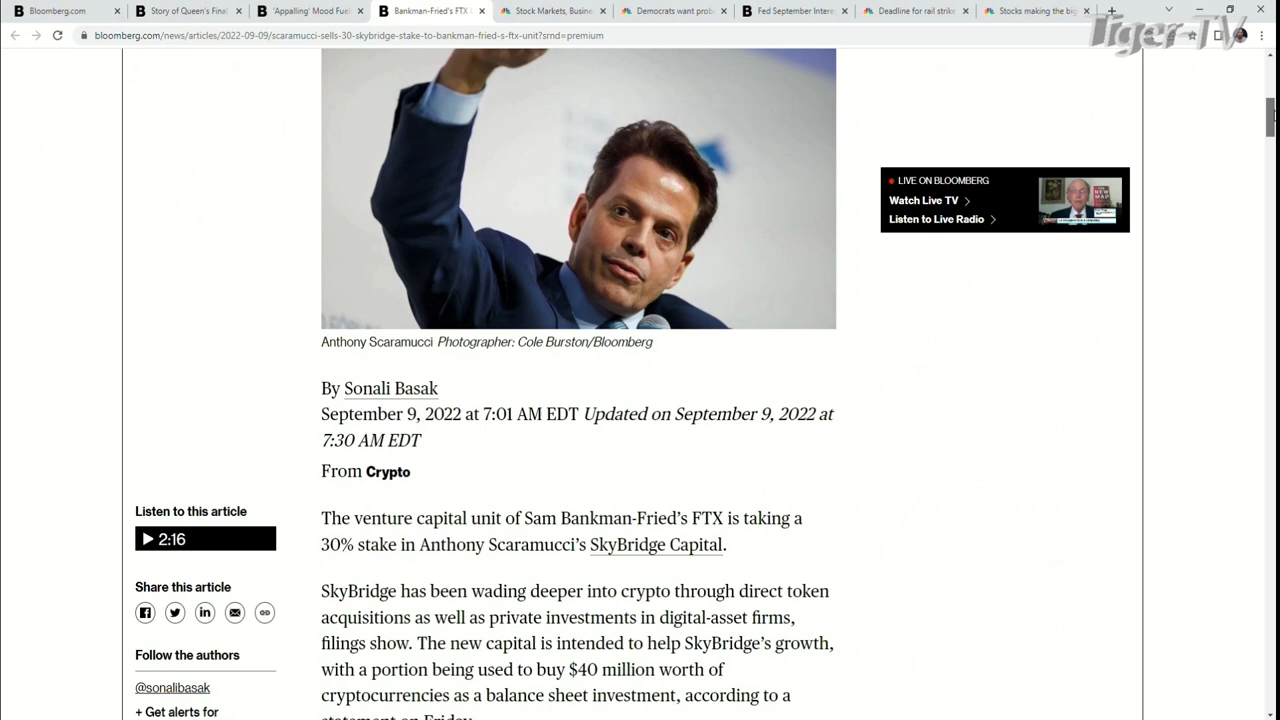 Bloomberg.com
Story of Queen's Final
'Appalling' Mood Fuel
Bankman-Fried's FTX
Stock Markets, Busine
Democrats want prob
Fed September Intere
Deadline for rail strike
Stocks making the big
Tiger TV
bloomberg.com/news/articles/2022-09-09/scaramucci-sells-30-skybridge-stake-to-bankman-fried-s-ftx-unit?srnd=premium
LIVE ON BLOOMBERG
Watch Live TV
Listen to Live Radio
Anthony Scaramucci Photographer: Cole Burston/Bloomberg
By Sonali Basak
September 9, 2022 at 7:01 AM EDT Updated on September 9, 2022 at
7:30 AM EDT
From Crypto
Listen to this article
2:16
Share this article
Follow the authors
@sonalibasak
+ Get alerts for
The venture capital unit of Sam Bankman-Fried's FTX is taking a
30% stake in Anthony Scaramucci's SkyBridge Capital.
SkyBridge has been wading deeper into crypto through direct token
acquisitions as well as private investments in digital-asset firms,
filings show. The new capital is intended to help SkyBridge's growth,
with a portion being used to buy $40 million worth of
cryptocurrencies as a balance sheet investment, according to a
statement on Friday.